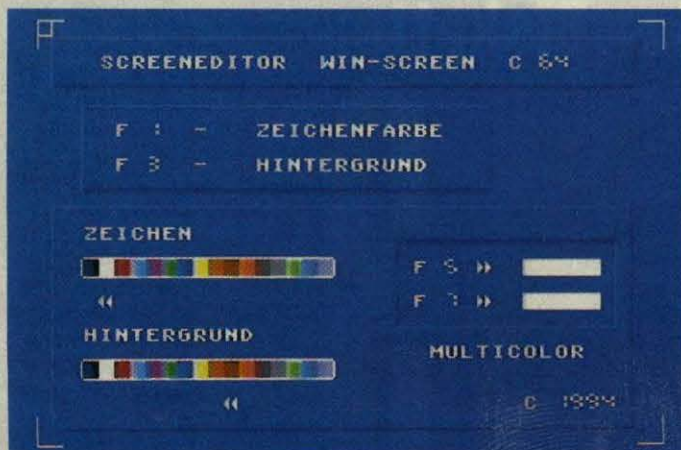 SCREENEDITOR WIN-SCREEN C 64
F 1 - ZEICHENFARBE
F 3 - HINTERGRUND
ZEICHEN
F 5 »
«
F 7 »
HINTERGRUND
MULTICOLOR
«
C 1994